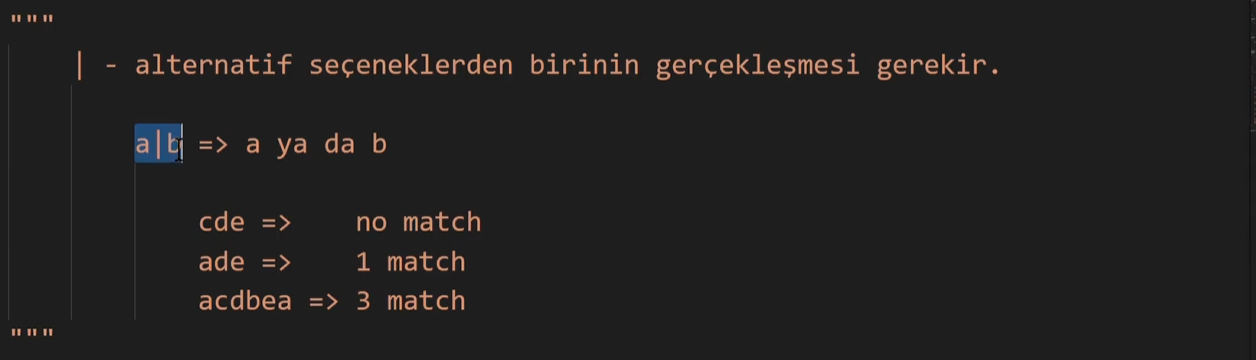 """
| - alternatif seçeneklerden birinin gerçekleşmesi gerekir.
a|b => a ya da b
cde => no match
ade => 1 match
acdbea => 3 match
"""